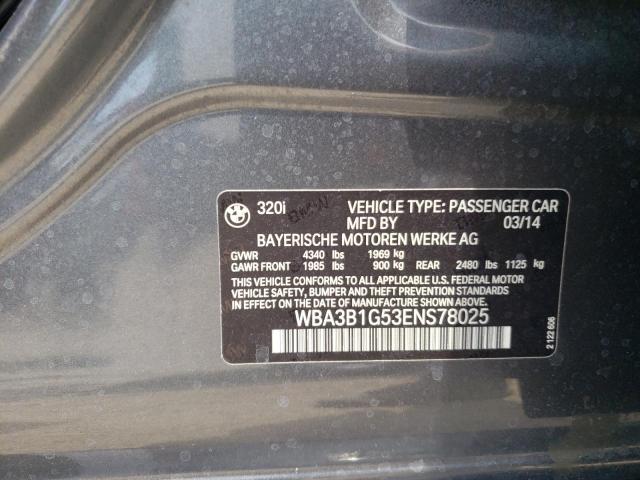 320i VEHICLE TYPE: PASSENGER CAR
MFD BY 03/14
BAYERISCHE MOTOREN WERKE AG
GVWR 4340 lbs 1969 kg
GAWR FRONT 1985 lbs 900 kg REAR 2480 lbs 1125 kg
THIS VEHICLE CONFORMS TO ALL APPLICABLE U.S. FEDERAL MOTOR
VEHICLE SAFETY, BUMPER AND THEFT PREVENTION STANDARDS
IN EFFECT ON THE DATE OF MANUFACTURE SHOWN ABOVE.
WBA3B1G53ENS78025
2 122 606